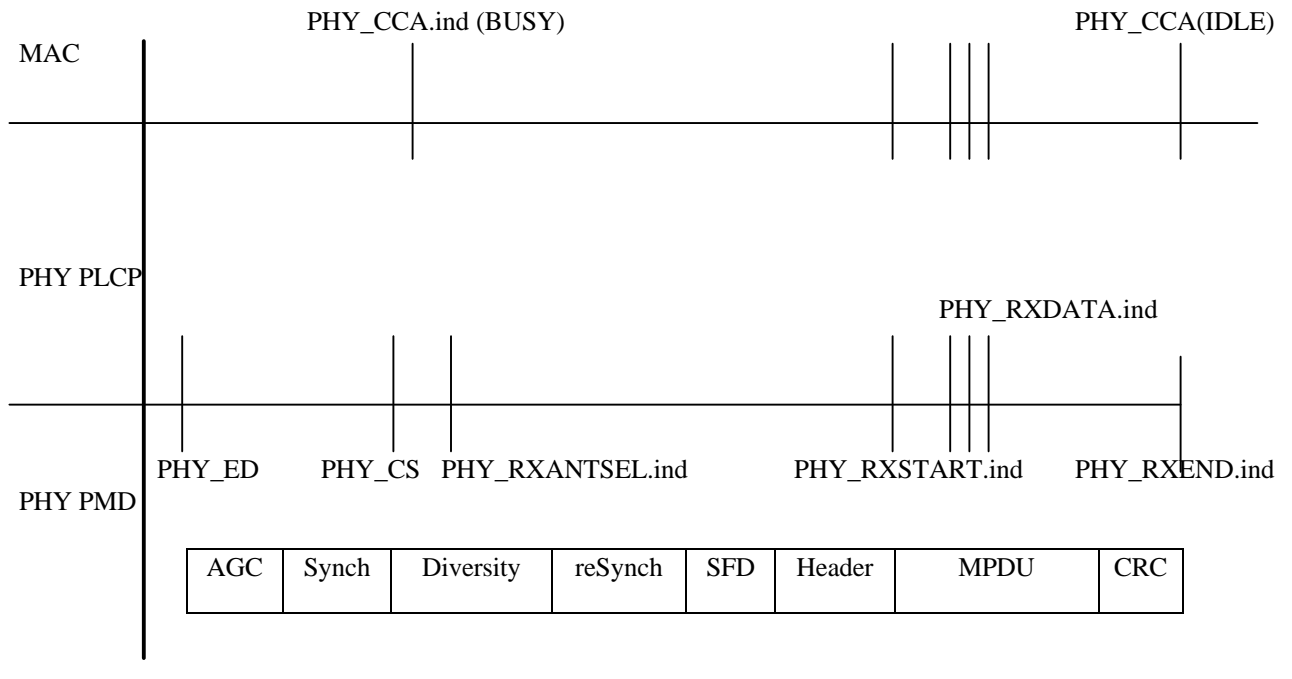 PHY_CCA.ind (BUSY)
PHY_CCA(IDLE)
MAC
PHY PLCP
PHY_RXDATA.ind
PHY_ED
PHY_CS
PHY_RXANTSEL.ind
PHY_RXSTART.ind
PHY_RXEND.ind
PHY PMD
AGC
Synch
Diversity
reSynch
SFD
Header
MPDU
CRC